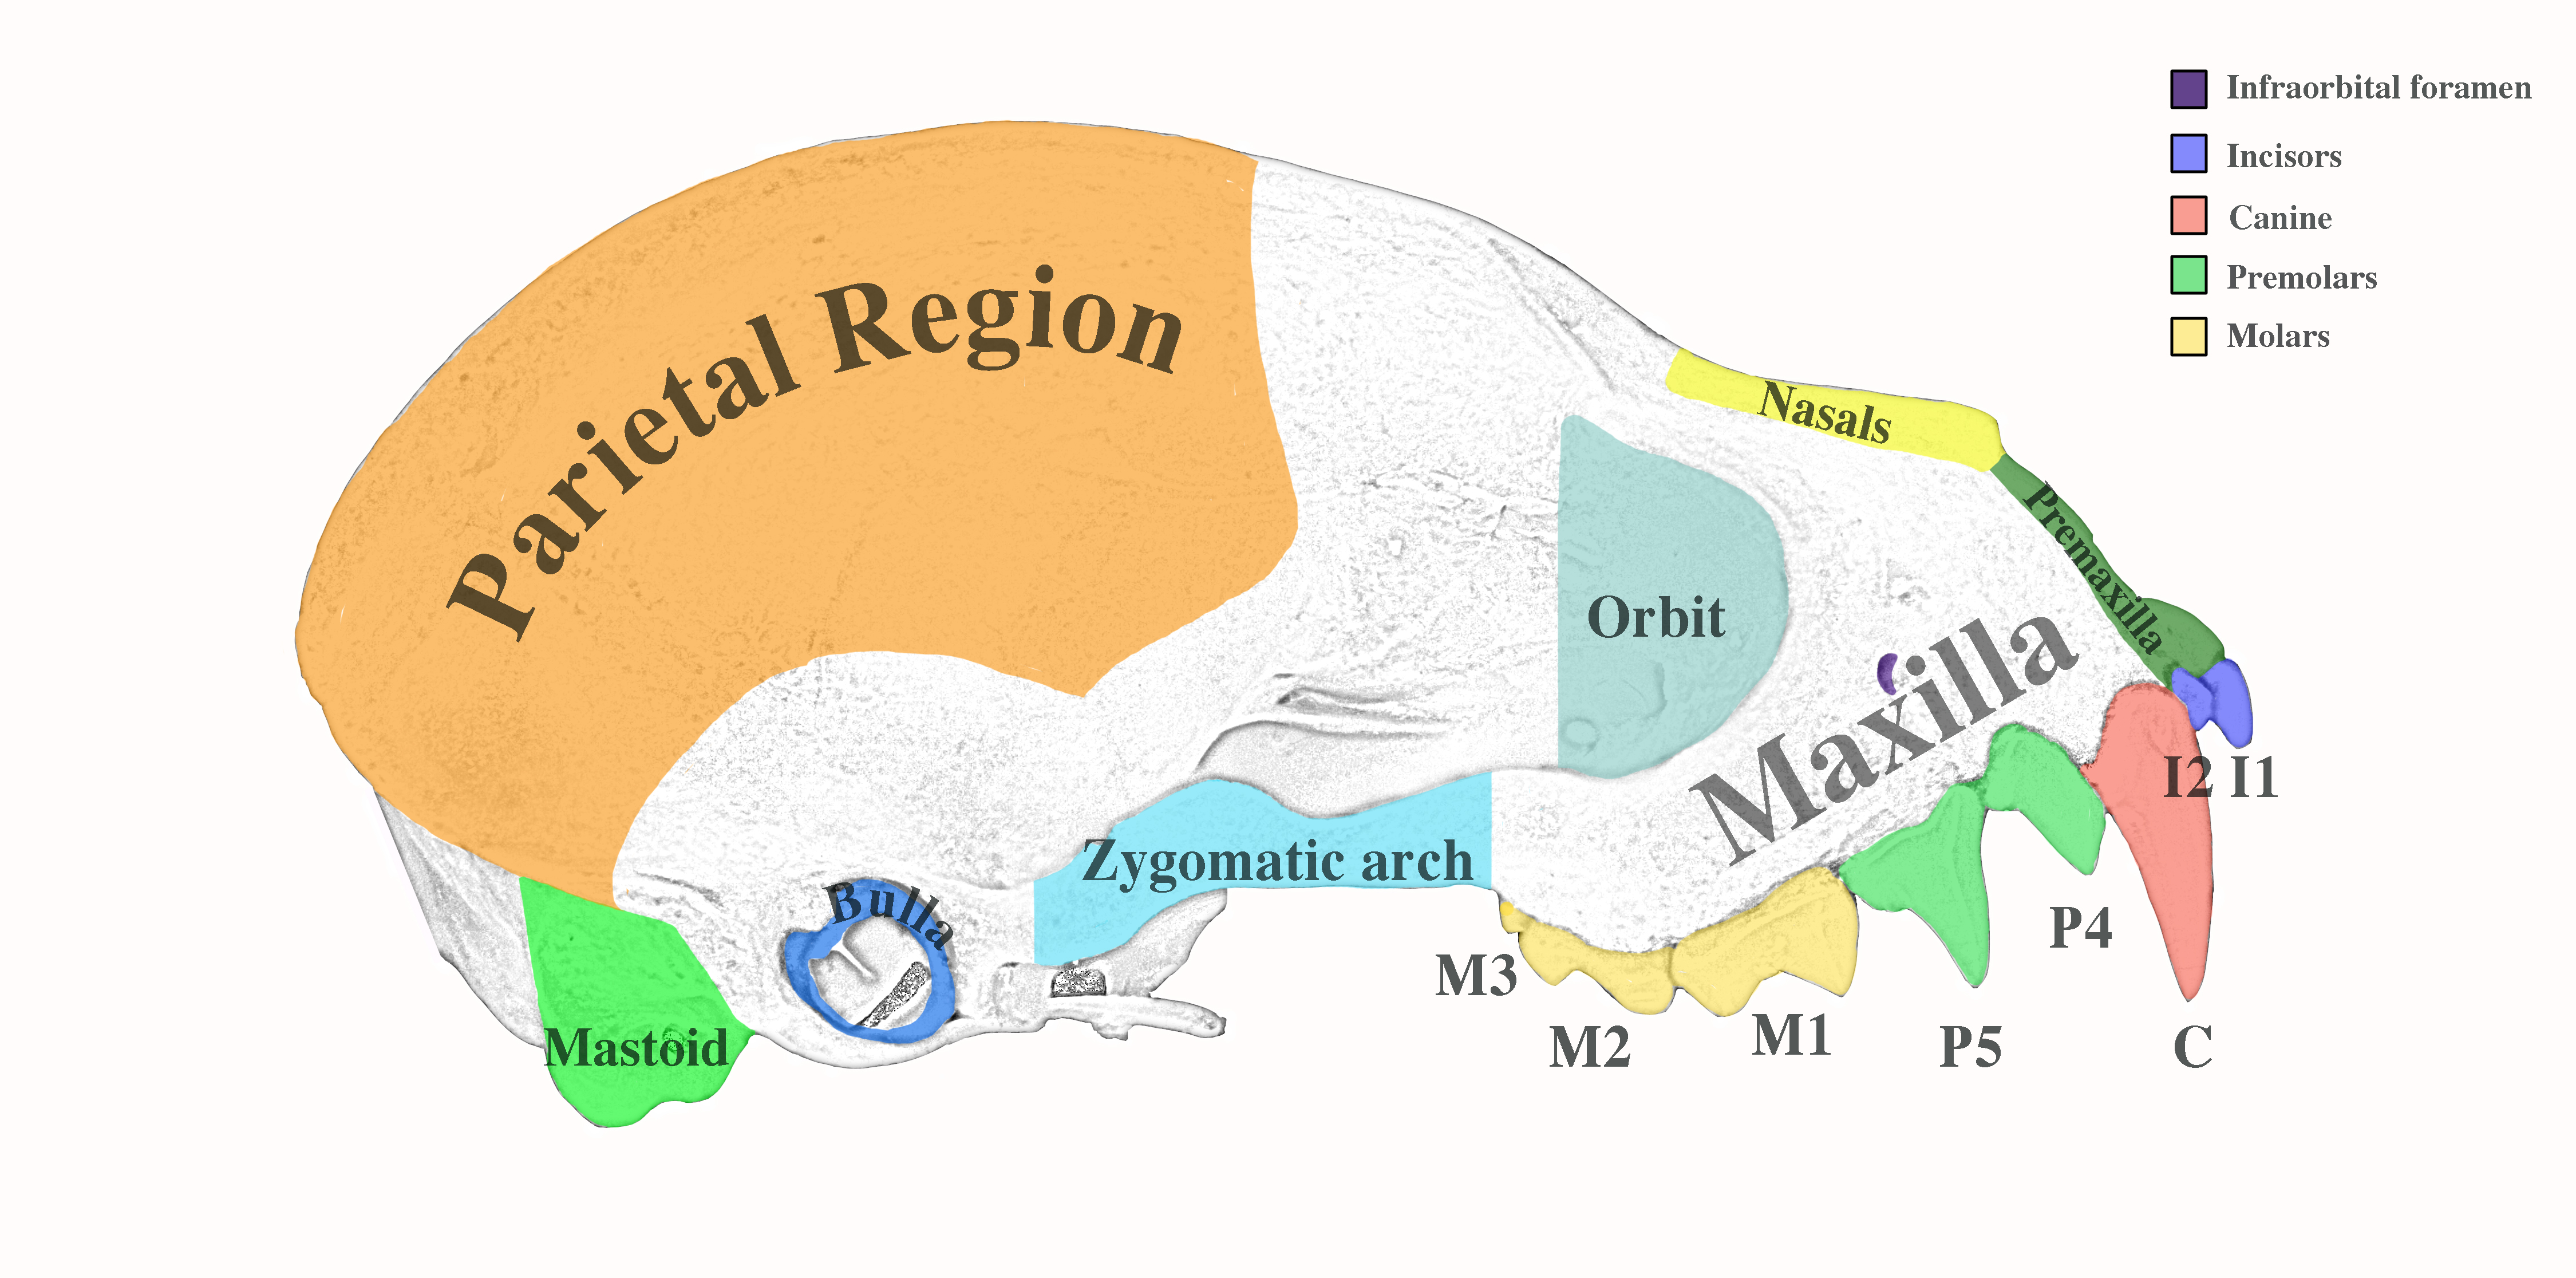 Infraorbital foramen
Incisors
Canine
Premolars
Molars
Parietal Region
Nasals
Premaxilla
Orbit
Maxilla
I2 I1
Zygomatic arch
Bulla
P4
M3
Mastoid
M2
M1
P5
C